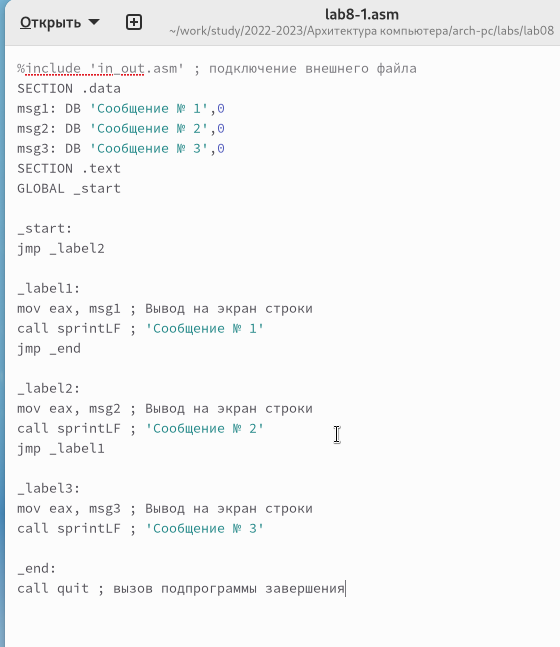 Открыть
lab8-1.asm
~/work/study/2022-2023/Архитектура компьютера/arch-pc/labs/lab08
%include 'in_out.asm' ; подключение внешнего файла
SECTION .data
msg1: DB 'Сообщение № 1',0
msg2: DB 'Сообщение № 2',0
msg3: DB 'Сообщение № 3',0
SECTION .text
GLOBAL _start
_start:
jmp _label2
_label1:
mov eax, msg1 ; Вывод на экран строки
call sprintLF ; 'Сообщение № 1'
jmp _end
_label2:
mov eax, msg2 ; Вывод на экран строки
call sprintLF ; 'Сообщение № 2'
jmp _label1
_label3:
mov eax, msg3 ; Вывод на экран строки
call sprintLF ; 'Сообщение № 3'
_end:
call quit ; вызов подпрограммы завершения